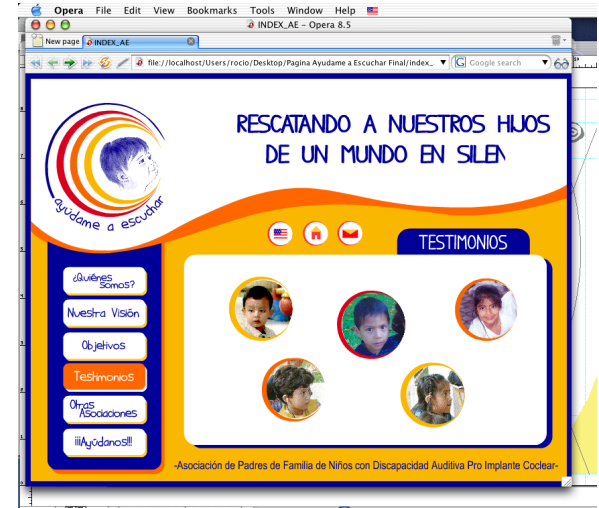 Opera File Edit View Bookmarks Tools Window Help
INDEX_AE - Opera 8.5
New page INDEX_AE
file://localhost/Users/rocio/Desktop/Pagina Ayudame a Escuchar Final/index_ Google search
RESCATANDO A NUESTROS HIJOS
DE UN MUNDO EN SILEN
ayúdame a escuchar
TESTIMONIOS
¿Quiénes
somos?
Nuestra Visión
Objetivos
Testimonios
Otras
Asociaciones
¡¡¡Ayúdanos!!!
-Asociación de Padres de Familia de Niños con Discapacidad Auditiva Pro Implante Coclear-